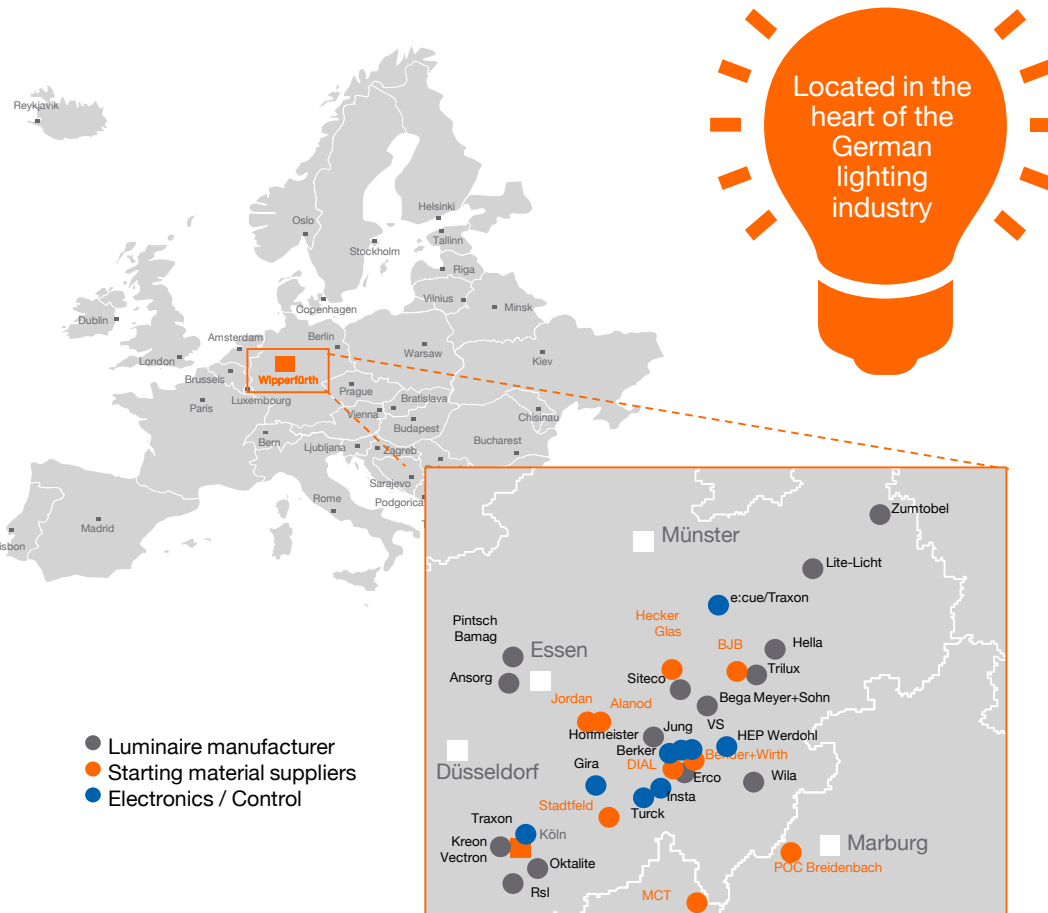 Located in the
heart of the
German
lighting
industry
Reykjavik
Helsinki
Oslo
Tallinn
Stockholm
Riga
Vilnius
Minsk
Copenhagen
Dublin
Amsterdam
Berlin
London
Warsaw
Kiev
Brussels
Wipperfürth
Prague
Luxembourg
Paris
Bratislava
Vienna
Chisinau
Budapest
Bern
Ljubljana
Zagreb
Bucharest
Sarajevo
Rome
Podgorica
Madrid
Zumtobel
Münster
Lite-Licht
e:cue/Traxon
Hecker
Glas
Pintsch
Bamag
Essen
BJB
Hella
Trilux
Ansorg
Siteco
Bega Meyer+Sohn
Jordan
Alanod
VS
Jung
Hoffmeister
HEP Werdohl
Berker
Bender+Wirth
Düsseldorf
DIAL
Gira
Erco
Wila
Insta
Stadtfeld
Turck
Traxon
Köln
Kreon
Vectron
Marburg
Oktalite
POC Breidenbach
Rsl
MCT
Luminaire manufacturer
Starting material suppliers
Electronics / Control